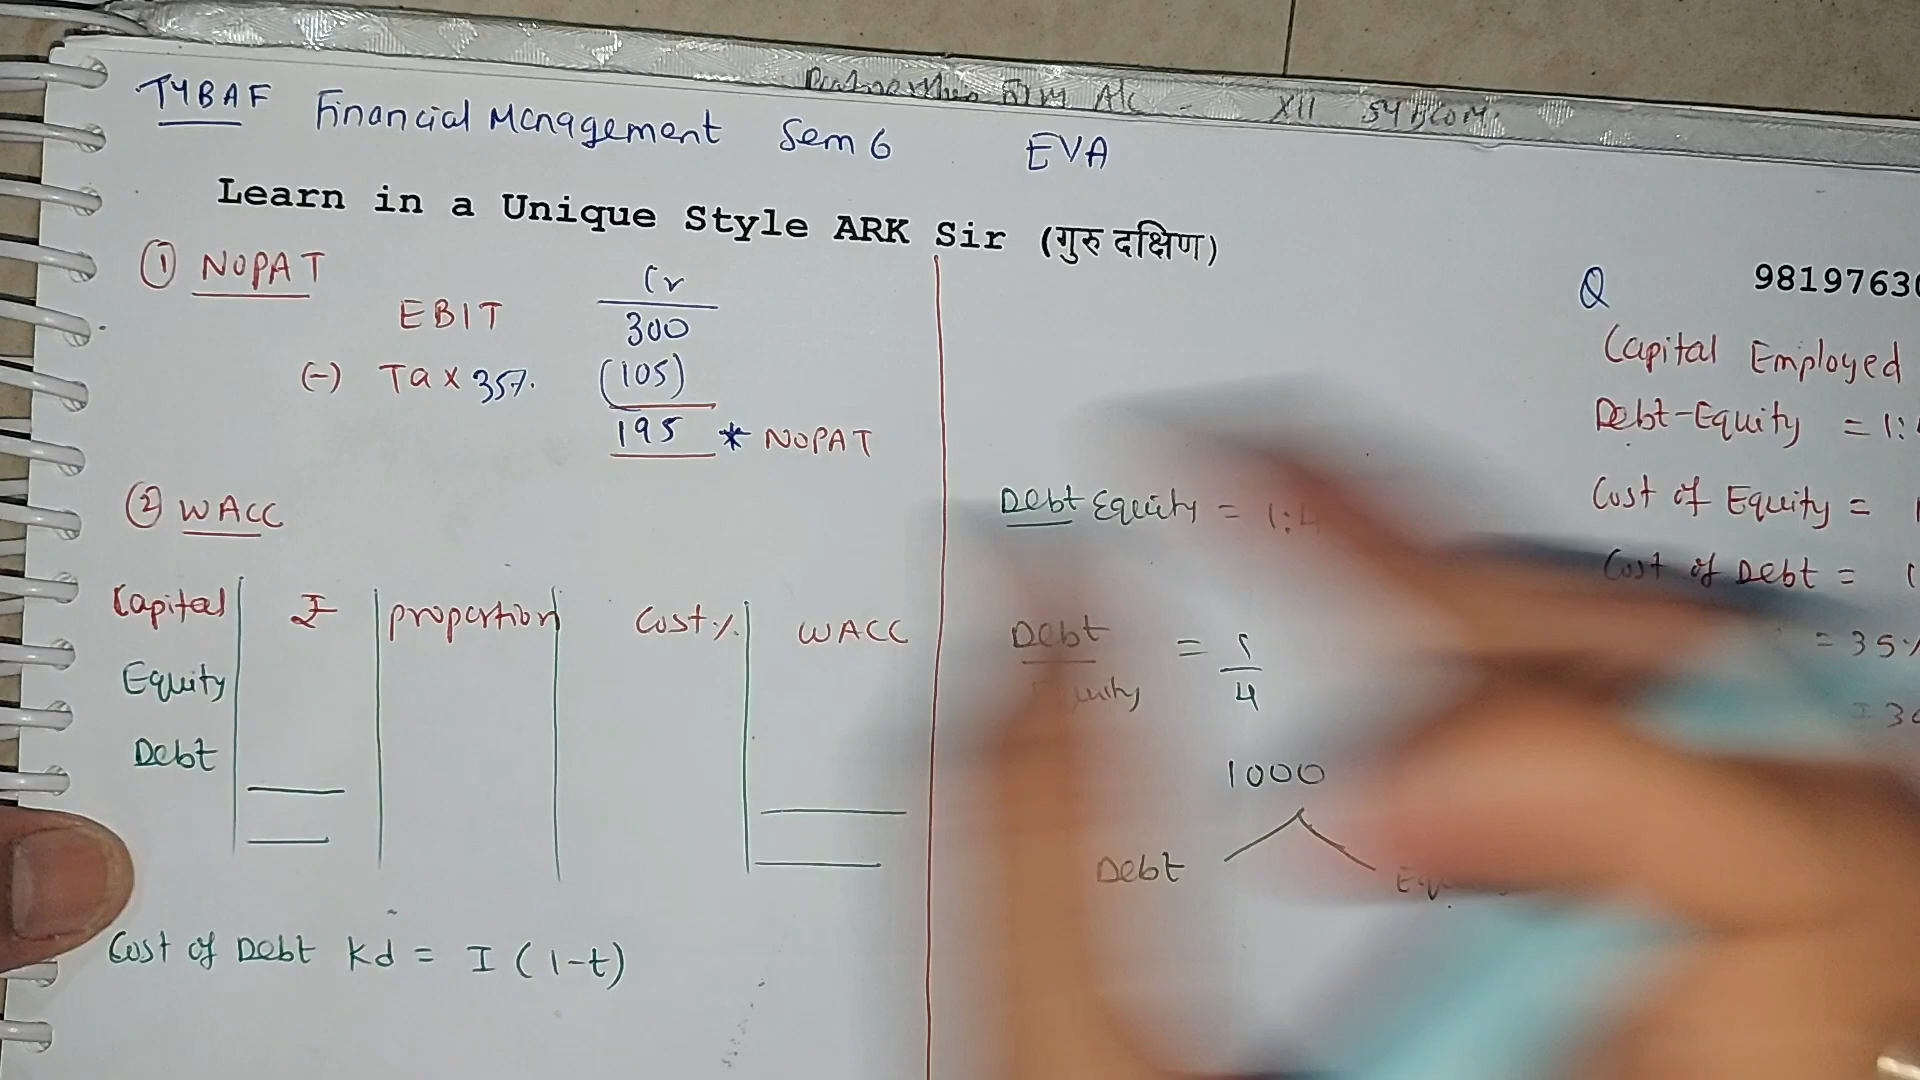 Firm A/c - XII SYBCOM.
TYBAF Financial Management Sem 6 EVA
Learn in a Unique Style ARK Sir (गुरु दक्षिण)
9819763
① NOPAT
Cr
EBIT 300
(-) Tax 35%. (105)
195 * NOPAT
② WACC
Capital ₹ proportion Cost % WACC
Equity
Debt
Cost of Debt Kd = I (1-t)
Debt Equity = 1:4
Debt = 1
4
1000
Debt
Q
Capital Employed
Debt-Equity = 1:
Cost of Equity =
Cost of Debt =
= 35%